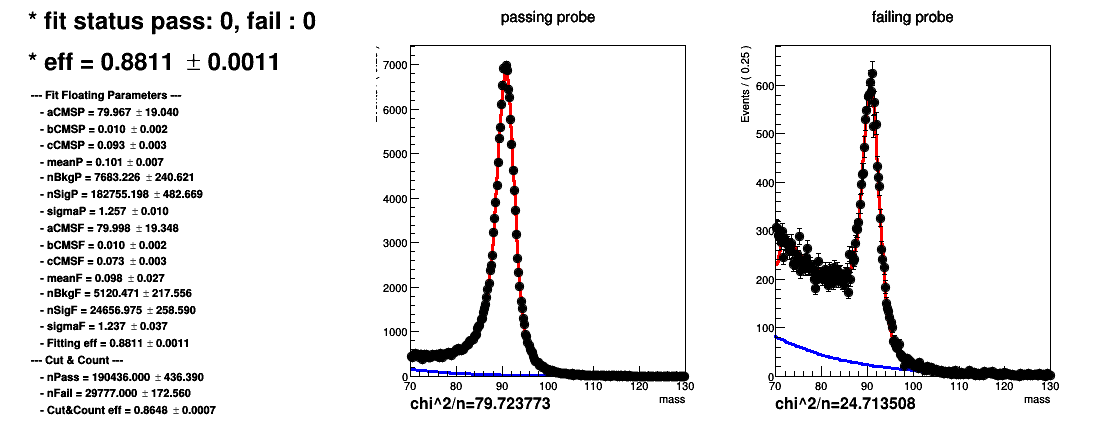 * fit status pass: 0, fail : 0
* eff = 0.8811 ± 0.0011
--- Fit Floating Parameters ---
- aCMSP = 79.967 ± 19.040
- bCMSP = 0.010 ± 0.002
- cCMSP = 0.093 ± 0.003
- meanP = 0.101 ± 0.007
- nBkgP = 7683.226 ± 240.621
- nSigP = 182755.198 ± 482.669
- sigmaP = 1.257 ± 0.010
- aCMSF = 79.998 ± 19.348
- bCMSF = 0.010 ± 0.002
- cCMSF = 0.073 ± 0.003
- meanF = 0.098 ± 0.027
- nBkgF = 5120.471 ± 217.556
- nSigF = 24656.975 ± 258.590
- sigmaF = 1.237 ± 0.037
- Fitting eff = 0.8811 ± 0.0011
--- Cut & Count ---
- nPass = 190436.000 ± 436.390
- nFail = 29777.000 ± 172.560
- Cut&Count eff = 0.8648 ± 0.0007
passing probe
7000
6000
5000
4000
3000
2000
1000
0
70 80 90 100 110 120 130
mass
chi^2/n=79.723773
failing probe
Events / ( 0.25 )
600
500
400
300
200
100
0
70 80 90 100 110 120 130
mass
chi^2/n=24.713508